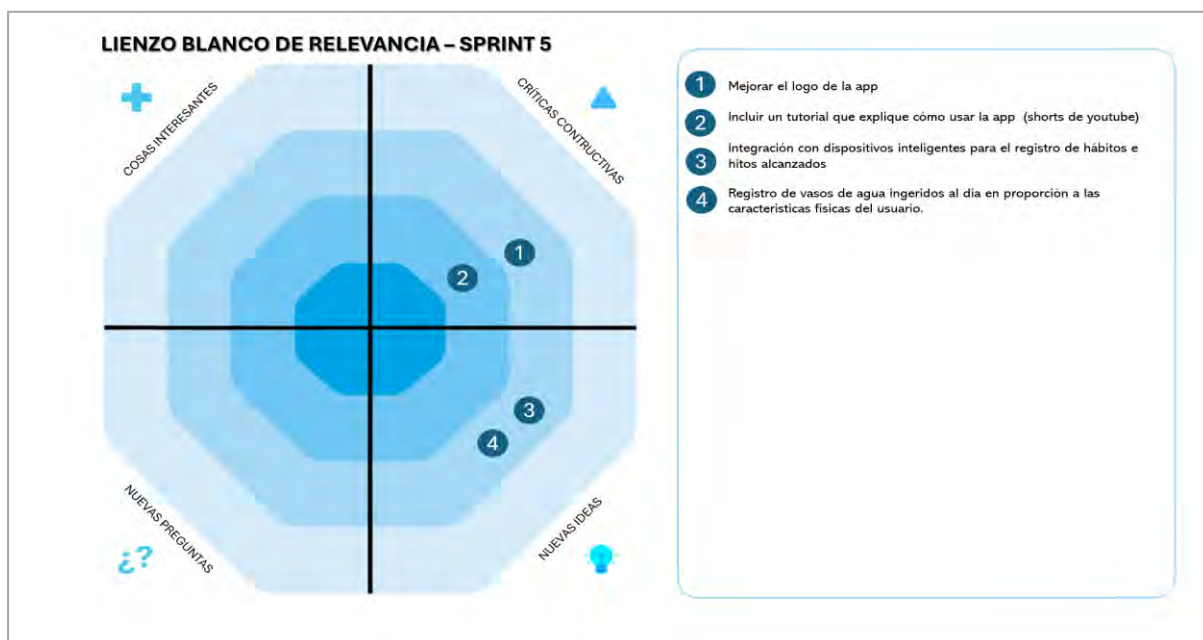 LIENZO BLANCO DE RELEVANCIA – SPRINT 5
COSAS INTERESANTES
CRÍTICAS CONTRUCTIVAS
1
2
3
4
NUEVAS PREGUNTAS
¿?
NUEVAS IDEAS
1 Mejorar el logo de la app
2 Incluir un tutorial que explique cómo usar la app (shorts de youtube)
3 Integración con dispositivos inteligentes para el registro de hábitos e
hitos alcanzados
4 Registro de vasos de agua ingeridos al día en proporción a las
características físicas del usuario.